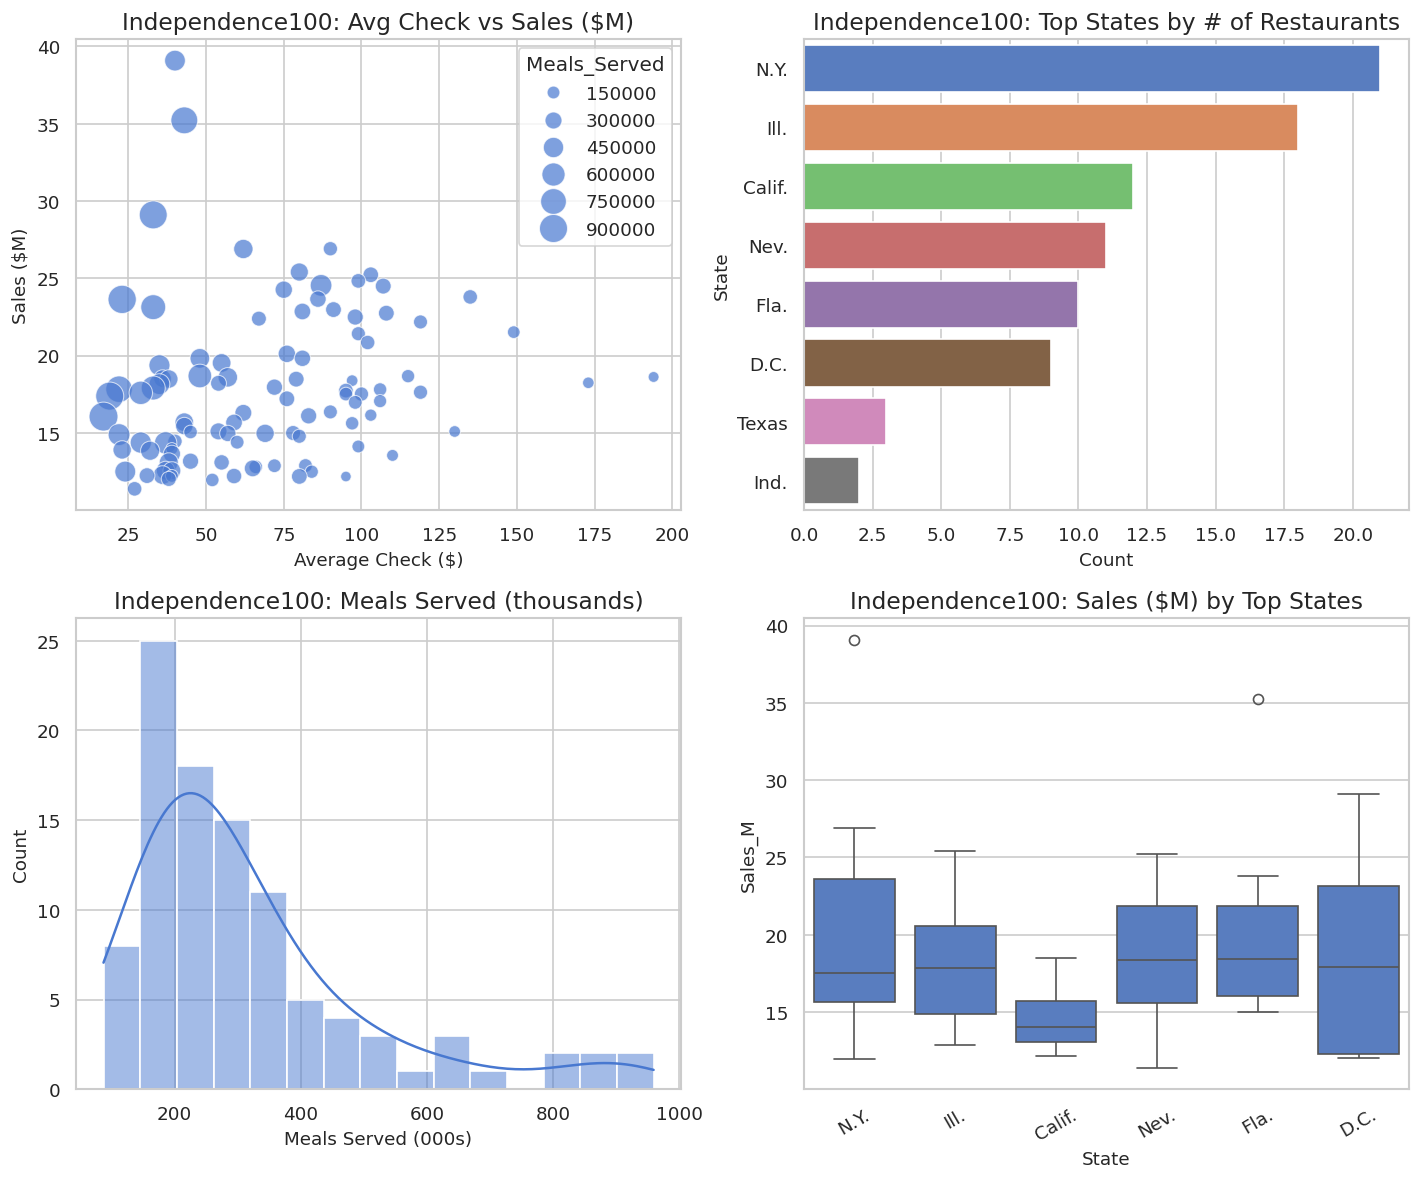 Independence100: Avg Check vs Sales ($M)
Sales ($M)
40
35
30
25
20
15
Meals_Served
150000
300000
450000
600000
750000
900000
25 50 75 100 125 150 175 200
Average Check ($)
Independence100: Top States by # of Restaurants
State
N.Y.
Ill.
Calif.
Nev.
Fla.
D.C.
Texas
Ind.
0.0 2.5 5.0 7.5 10.0 12.5 15.0 17.5 20.0
Count
Independence100: Meals Served (thousands)
Count
25
20
15
10
5
0
200 400 600 800 1000
Meals Served (000s)
Independence100: Sales ($M) by Top States
Sales_M
40
35
30
25
20
15
N.Y. Ill. Calif. Nev. Fla. D.C.
State